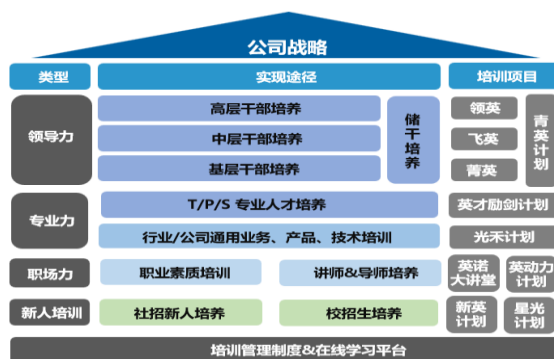 公司战略
类型
实现途径
培训项目
领导力
高层干部培养
中层干部培养
基层干部培养
储干培养
领英
飞英
菁英
青英计划
专业力
T/P/S 专业人才培养
英才励剑计划
行业/公司通用业务、产品、技术培训
光禾计划
职场力
职业素质培训
讲师&导师培养
英诺
大讲堂
英动力
计划
新人培训
社招新人培养
校招生培养
新英
计划
星光
计划
培训管理制度&在线学习平台